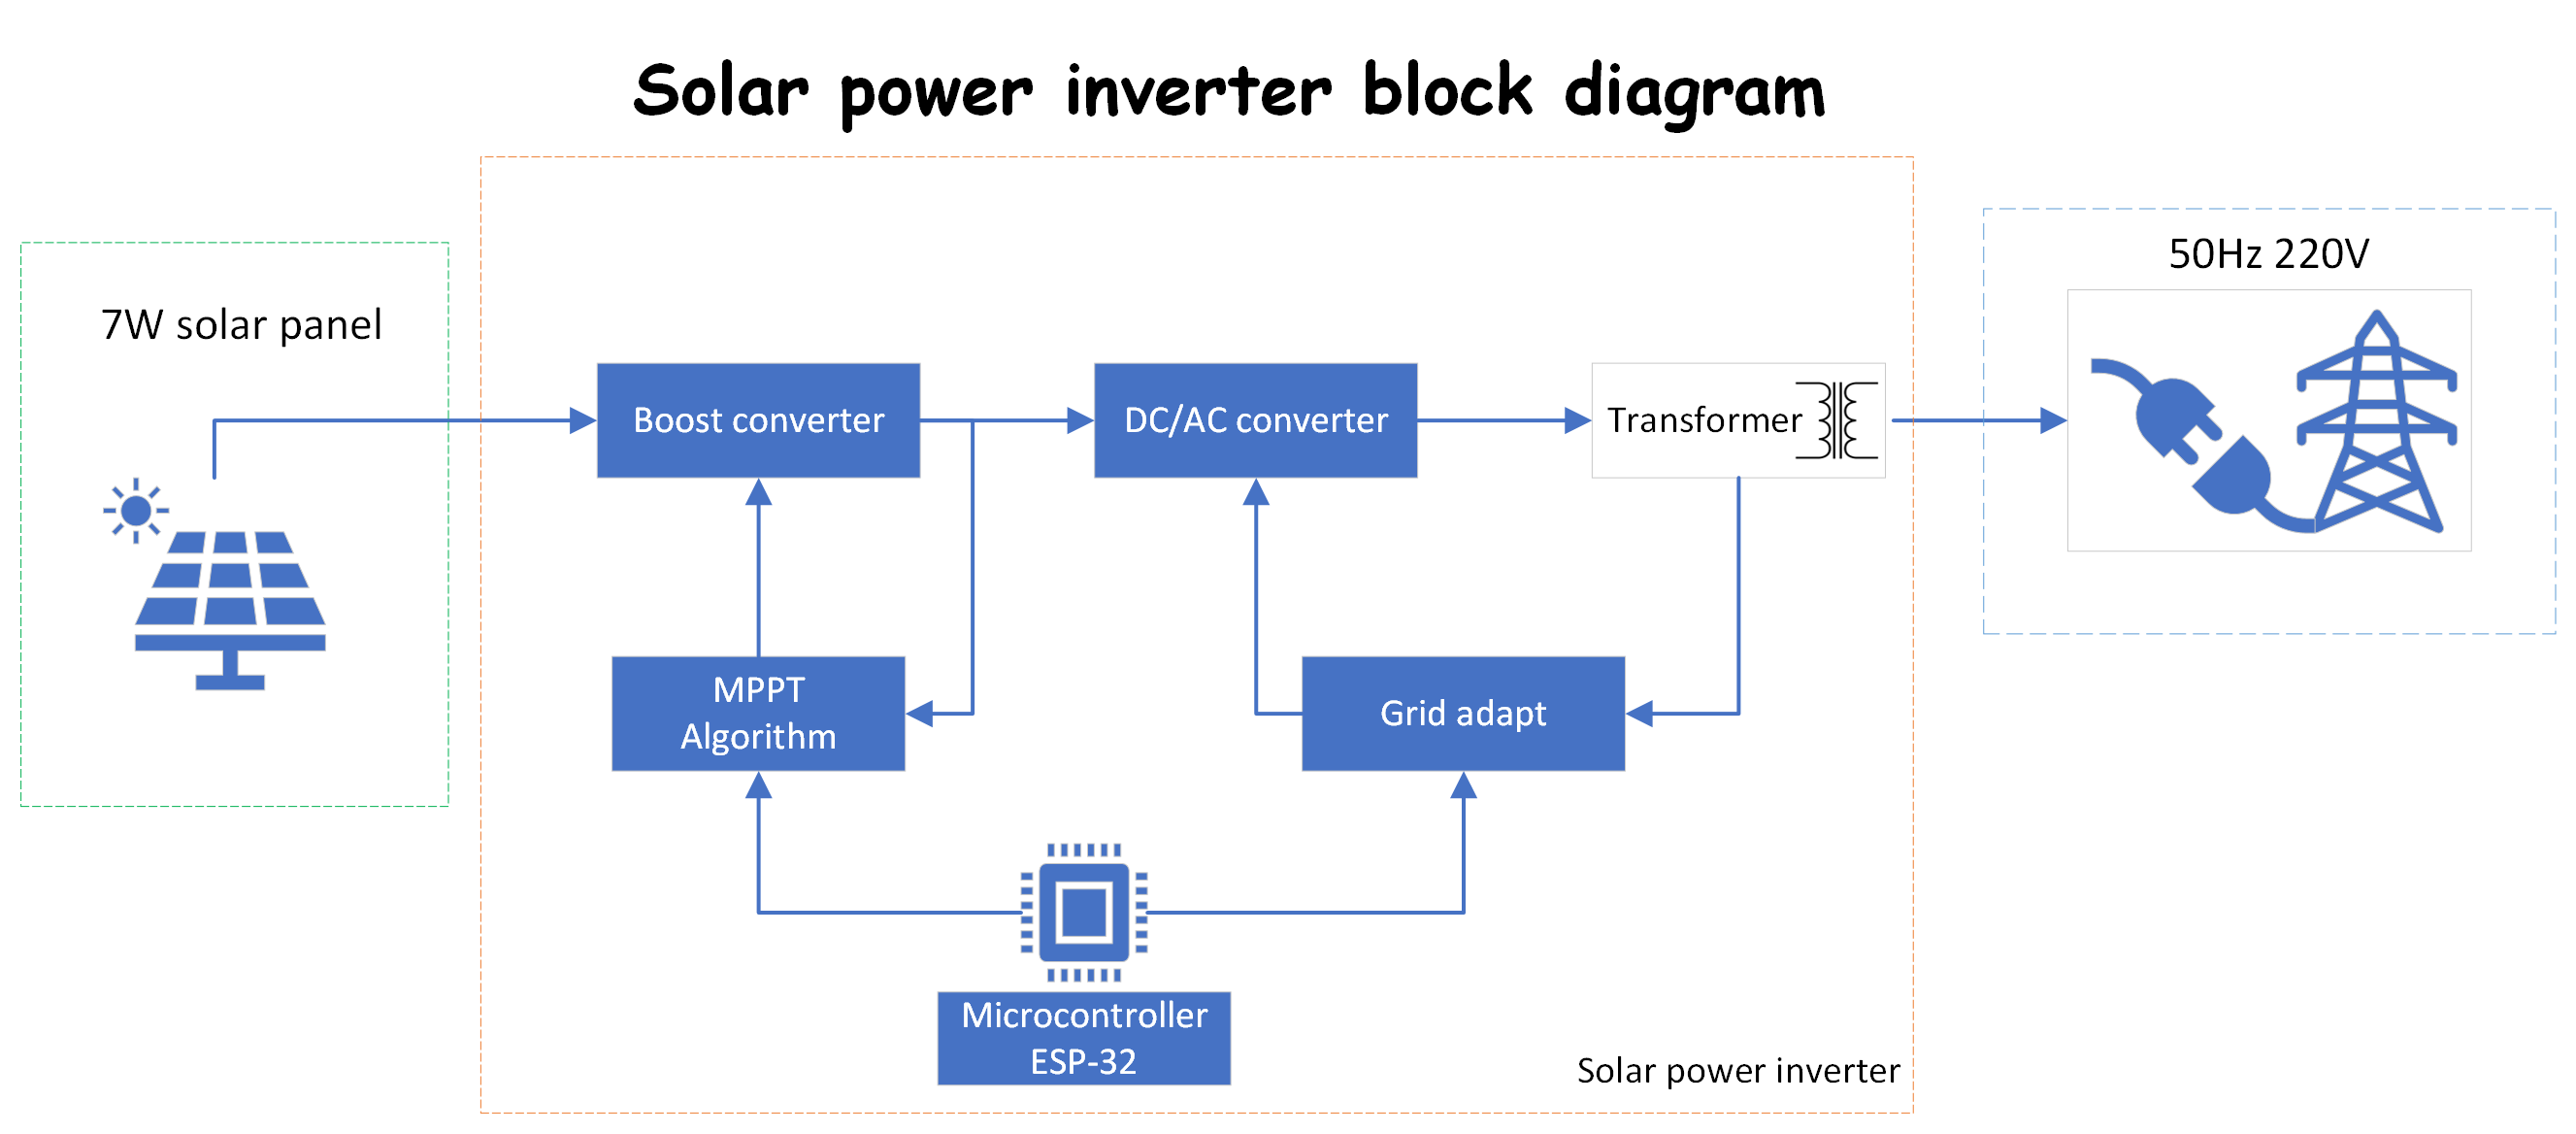 Solar power inverter block diagram
7W solar panel
50Hz 220V
Boost converter
DC/AC converter
Transformer
MPPT
Algorithm
Grid adapt
Microcontroller
ESP-32
Solar power inverter